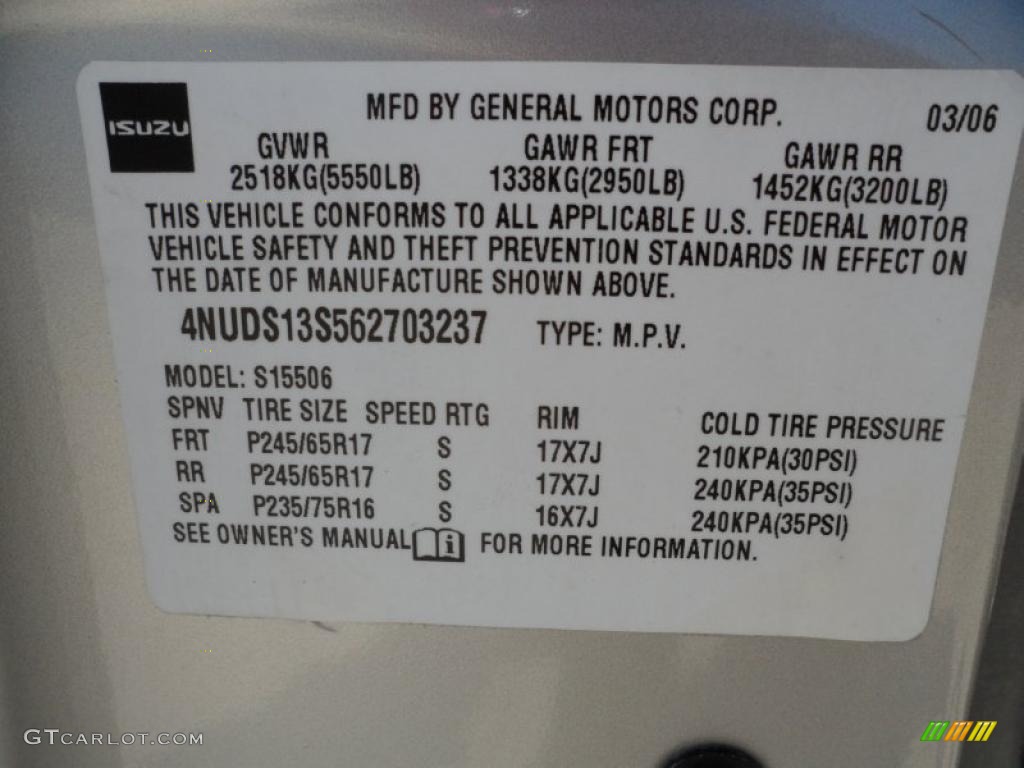 ISUZU
MFD BY GENERAL MOTORS CORP. 03/06
GVWR GAWR FRT GAWR RR
2518KG(5550LB) 1338KG(2950LB) 1452KG(3200LB)
THIS VEHICLE CONFORMS TO ALL APPLICABLE U.S. FEDERAL MOTOR
VEHICLE SAFETY AND THEFT PREVENTION STANDARDS IN EFFECT ON
THE DATE OF MANUFACTURE SHOWN ABOVE.
4NUDS13S562703237 TYPE: M.P.V.
MODEL: S15506
SPNV TIRE SIZE SPEED RTG RIM COLD TIRE PRESSURE
FRT P245/65R17 S 17X7J 210KPA(30PSI)
RR P245/65R17 S 17X7J 240KPA(35PSI)
SPA P235/75R16 S 16X7J 240KPA(35PSI)
SEE OWNER'S MANUAL i FOR MORE INFORMATION.
GTCARLOT.COM